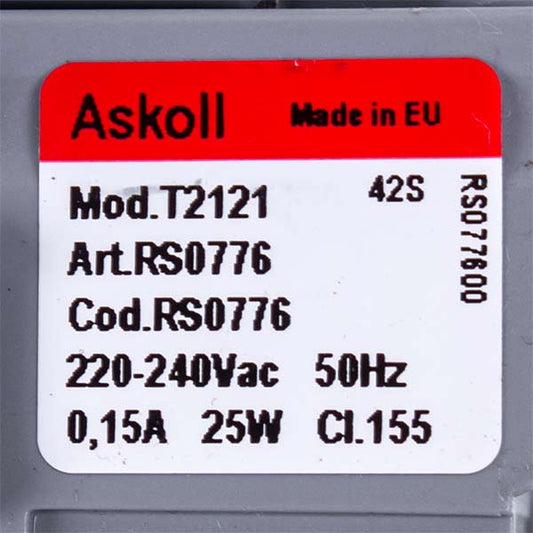 Askoll Made in EU
Mod.T2121 42S
Art.RS0776
Cod.RS0776
220-240Vac 50Hz
0,15A 25W Cl.155
RS077600